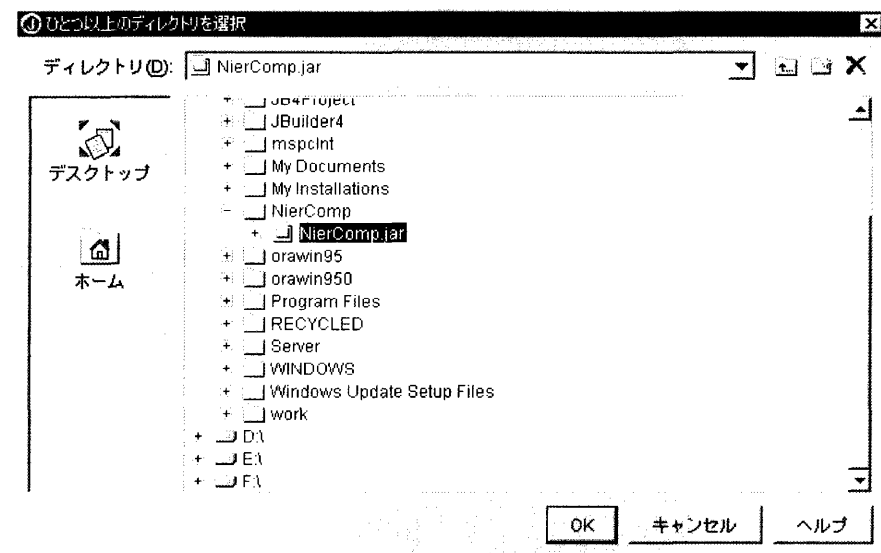 ひとつ以上のディレクトリを選択
ディレクトリ(D): NierComp.jar
JB4Project
JBuilder4
mspclnt
デスクトップ
My Documents
My Installations
NierComp
NierComp.jar
ホーム
orawin95
orawin950
Program Files
RECYCLED
Server
WINDOWS
Windows Update Setup Files
work
D:\
E:\
F:\
OK キャンセル ヘルプ